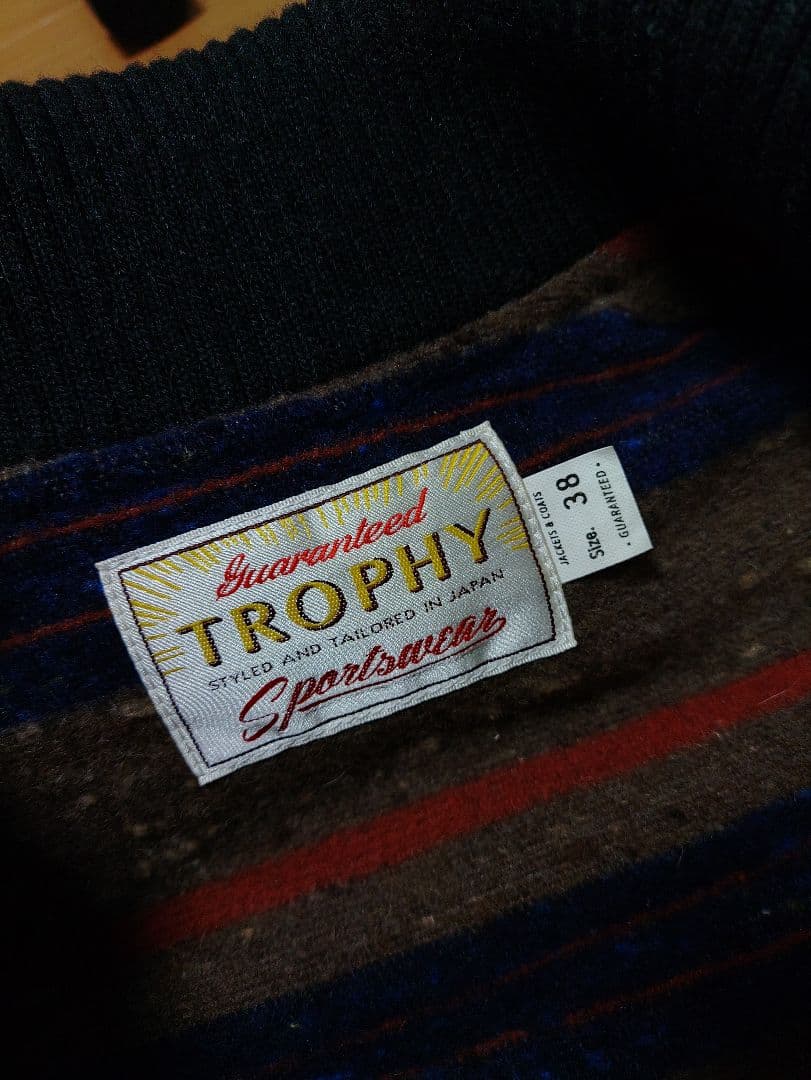 Guaranteed
TROPHY
STYLED AND TAILORED IN JAPAN
Sportswear
JACKETS & COATS
Size. 38
• GUARANTEED •